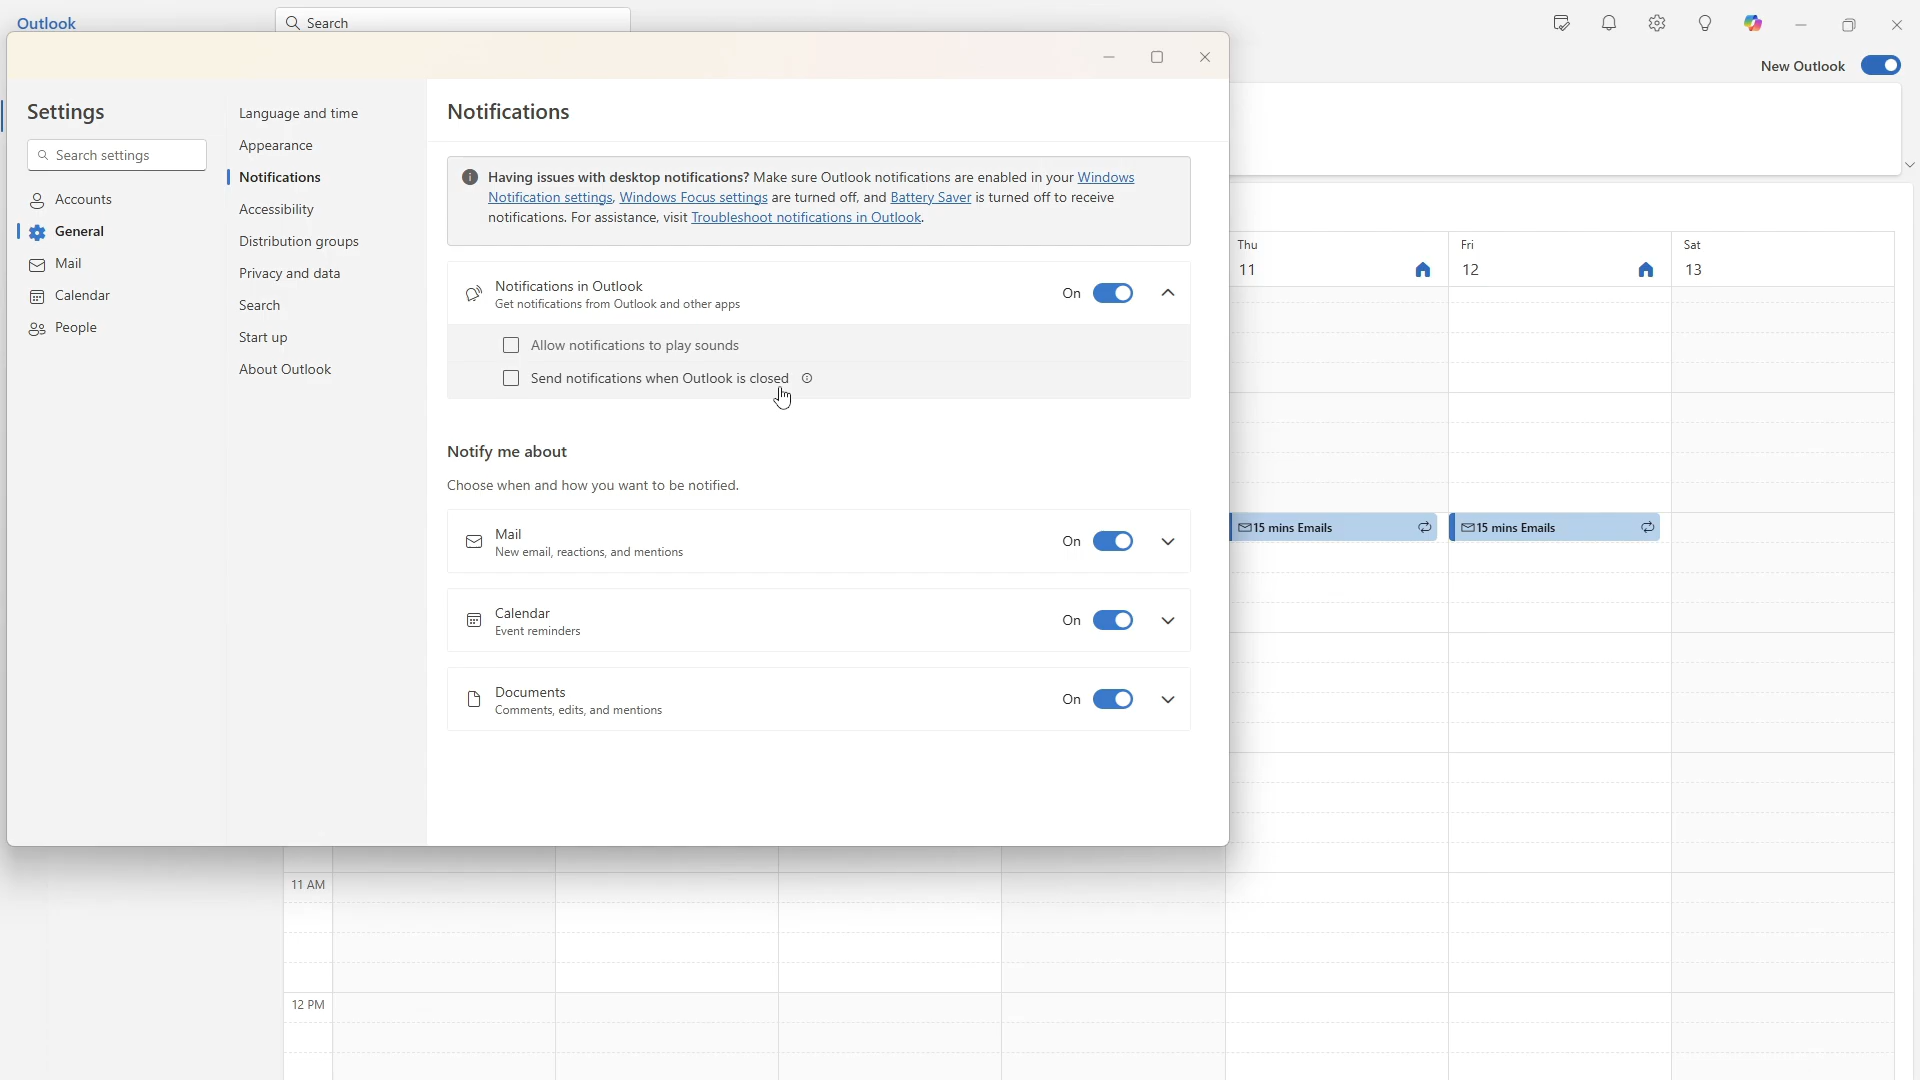 Outlook
Search
New Outlook
Settings
Search settings
Accounts
General
Mail
Calendar
People
Language and time
Appearance
Notifications
Accessibility
Distribution groups
Privacy and data
Search
Start up
About Outlook
Notifications
Having issues with desktop notifications? Make sure Outlook notifications are enabled in your Windows
Notification settings, Windows Focus settings are turned off, and Battery Saver is turned off to receive
notifications. For assistance, visit Troubleshoot notifications in Outlook.
Notifications in Outlook
Get notifications from Outlook and other apps
On
Allow notifications to play sounds
Send notifications when Outlook is closed
Notify me about
Choose when and how you want to be notified.
Mail
New email, reactions, and mentions
On
Calendar
Event reminders
On
Documents
Comments, edits, and mentions
On
Thu
11
Fri
12
Sat
13
15 mins Emails
15 mins Emails
11 AM
12 PM